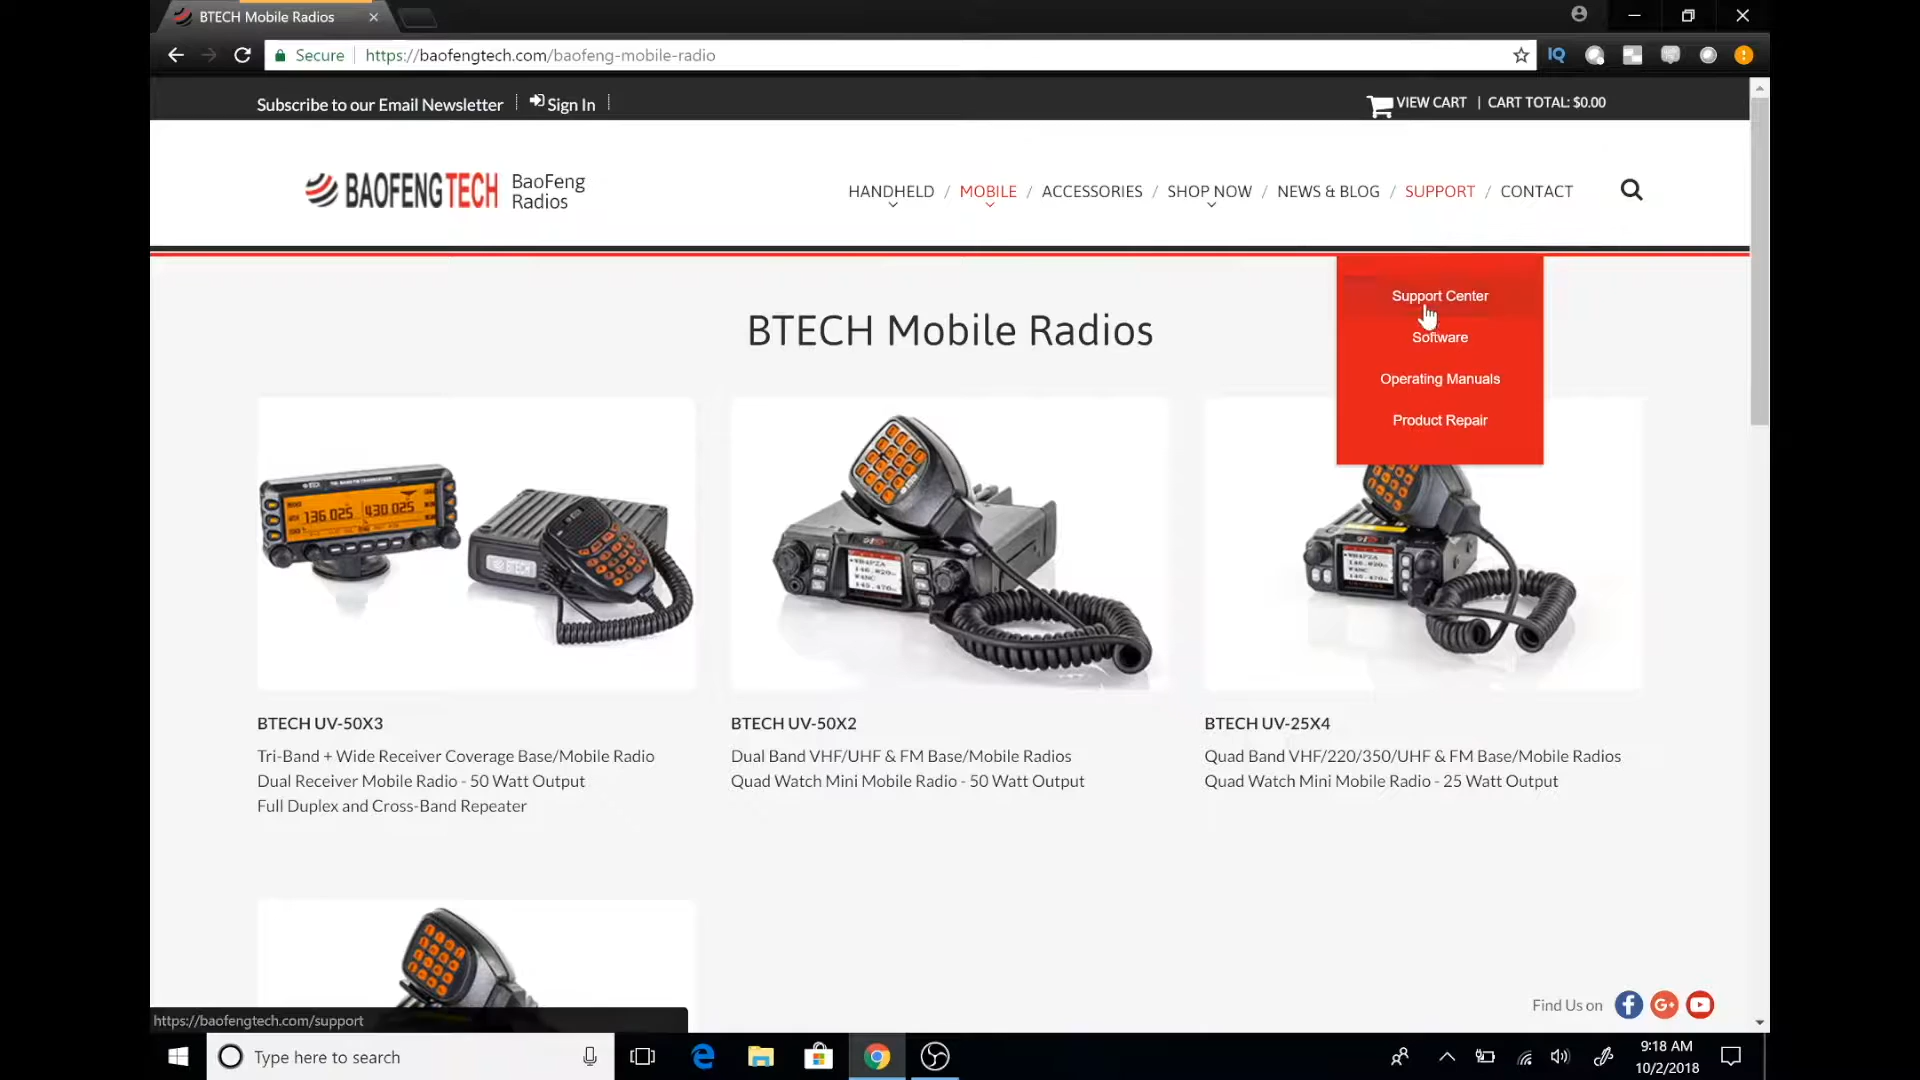 BTECH Mobile Radios
Secure
https://baofengtech.com/baofeng-mobile-radio
IQ
Subscribe to our Email Newsletter
Sign In
VIEW CART | CART TOTAL: $0.00
BAOFENGTECH
BaoFeng
Radios
HANDHELD / MOBILE / ACCESSORIES / SHOP NOW / NEWS & BLOG / SUPPORT / CONTACT
Support Center
Software
Operating Manuals
Product Repair
BTECH Mobile Radios
136.025 430.025
146.820
145.470
BTECH UV-50X3
Tri-Band + Wide Receiver Coverage Base/Mobile Radio
Dual Receiver Mobile Radio - 50 Watt Output
Full Duplex and Cross-Band Repeater
BTECH UV-50X2
Dual Band VHF/UHF & FM Base/Mobile Radios
Quad Watch Mini Mobile Radio - 50 Watt Output
BTECH UV-25X4
Quad Band VHF/220/350/UHF & FM Base/Mobile Radios
Quad Watch Mini Mobile Radio - 25 Watt Output
Find Us on
G+
https://baofengtech.com/support
Type here to search
9:18 AM
10/2/2018